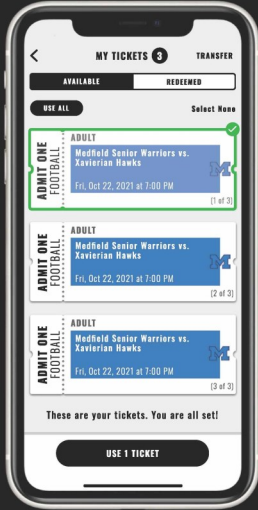 MY TICKETS 3 TRANSFER
AVAILABLE REDEEMED
USE ALL Select None
ADMIT ONE
FOOTBALL
ADULT
Medfield Senior Warriors vs.
Xavierian Hawks
M
Fri, Oct 22, 2021 at 7:00 PM
(1 of 3)
ADMIT ONE
FOOTBALL
ADULT
Medfield Senior Warriors vs.
Xavierian Hawks
M
Fri, Oct 22, 2021 at 7:00 PM
(2 of 3)
ADMIT ONE
FOOTBALL
ADULT
Medfield Senior Warriors vs.
Xavierian Hawks
M
Fri, Oct 22, 2021 at 7:00 PM
(3 of 3)
These are your tickets. You are all set!
USE 1 TICKET